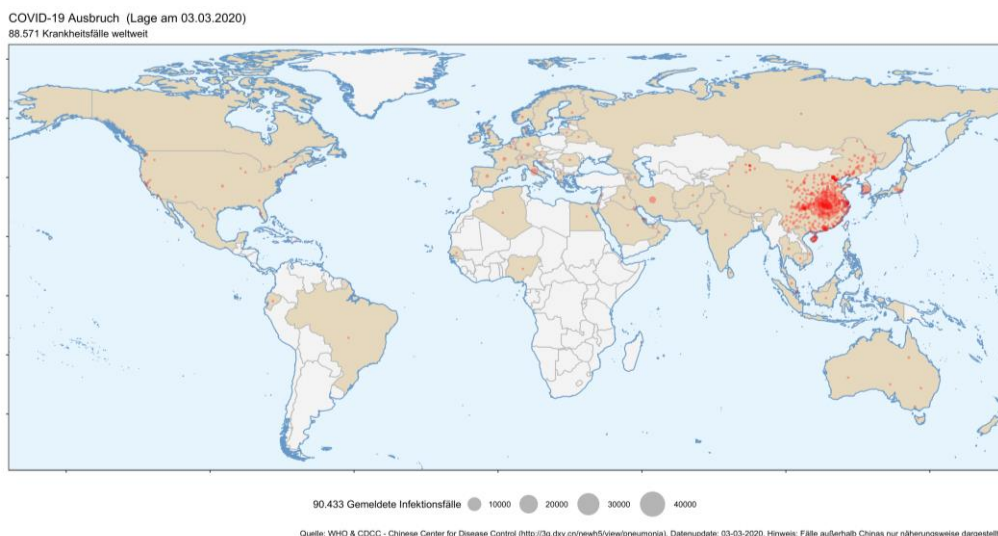 COVID-19 Ausbruch (Lage am 03.03.2020)
88.571 Krankheitsfälle weltweit
90.433 Gemeldete Infektionsfälle 10000 20000 30000 40000
Quelle: WHO & CDCC - Chinese Center for Disease Control (http://3g.dxy.cn/newh5/view/pneumonia). Datenupdate: 03-03-2020. Hinweis: Fälle außerhalb Chinas nur näherungsweise dargestellt